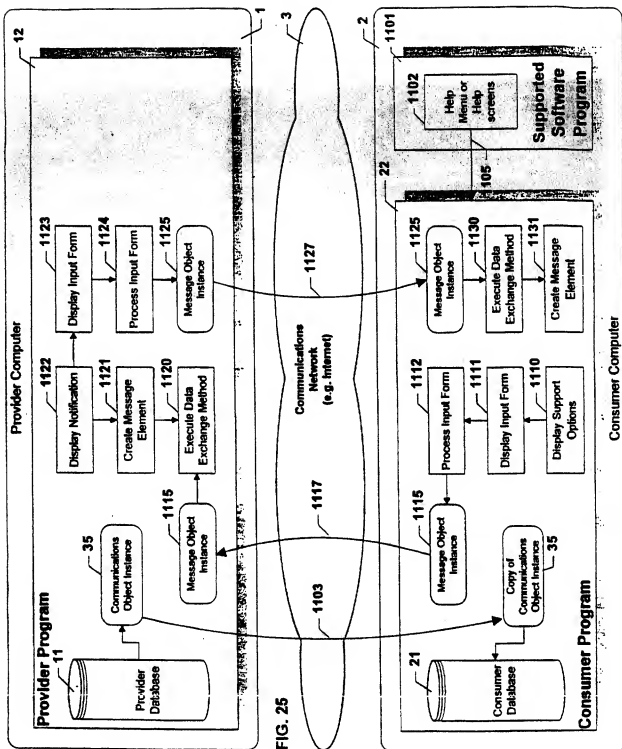 Provider Computer
1
12
Provider Program
11
Provider
Database
35
Communications
Object Instance
1115
Message Object
Instance
1122
Display Notification
1121
Create Message
Element
1120
Execute Data
Exchange Method
1123
Display Input Form
1124
Process Input Form
1125
Message Object
Instance
3
Communications
Network
(e.g. Internet)
1103
1117
1127
FIG. 25
Consumer Computer
2
22
Consumer Program
21
Consumer
Database
35
Copy of
Communications
Object Instance
1115
Message Object
Instance
1112
Process Input Form
1111
Display Input Form
1110
Display Support
Options
1125
Message Object
Instance
1130
Execute Data
Exchange Method
1131
Create Message
Element
105
1101
1102
Help
Menu or
Help
screens
Supported
Software
Program